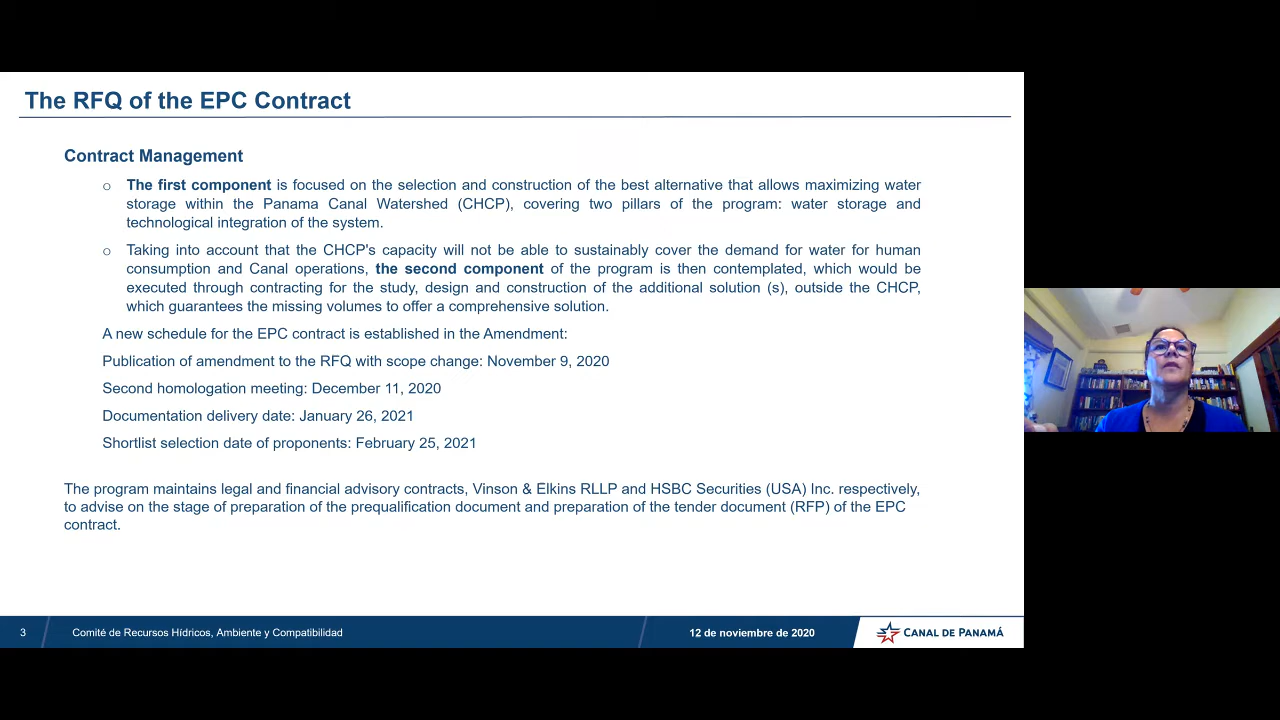 The RFQ of the EPC Contract
Contract Management
o The first component is focused on the selection and construction of the best alternative that allows maximizing water
storage within the Panama Canal Watershed (CHCP), covering two pillars of the program: water storage and
technological integration of the system.
o Taking into account that the CHCP's capacity will not be able to sustainably cover the demand for water for human
consumption and Canal operations, the second component of the program is then contemplated, which would be
executed through contracting for the study, design and construction of the additional solution (s), outside the CHCP,
which guarantees the missing volumes to offer a comprehensive solution.
A new schedule for the EPC contract is established in the Amendment:
Publication of amendment to the RFQ with scope change: November 9, 2020
Second homologation meeting: December 11, 2020
Documentation delivery date: January 26, 2021
Shortlist selection date of proponents: February 25, 2021
The program maintains legal and financial advisory contracts, Vinson & Elkins RLLP and HSBC Securities (USA) Inc. respectively,
to advise on the stage of preparation of the prequalification document and preparation of the tender document (RFP) of the EPC
contract.
3 Comité de Recursos Hídricos, Ambiente y Compatibilidad 12 de noviembre de 2020 CANAL DE PANAMÁ